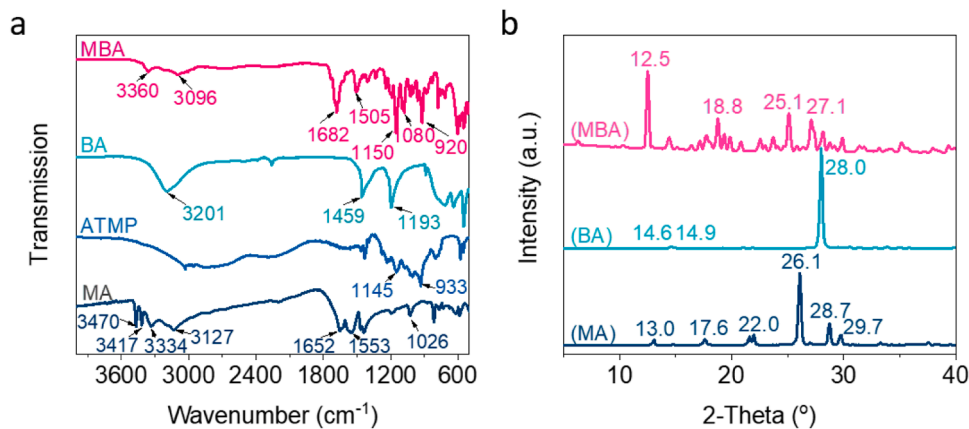 a
MBA
3360
3096
1682
1505
1150
080
920
BA
3201
1459
1193
ATMP
1145
933
MA
3470
3417
3334
3127
1652
1553
1026
3600 3000 2400 1800 1200 600
Wavenumber (cm⁻¹)
Transmission
b
12.5
18.8
25.1
27.1
(MBA)
28.0
(BA)
14.6 14.9
26.1
28.7
29.7
(MA)
13.0
17.6
22.0
10 20 30 40
2-Theta (º)
Intensity (a.u.)